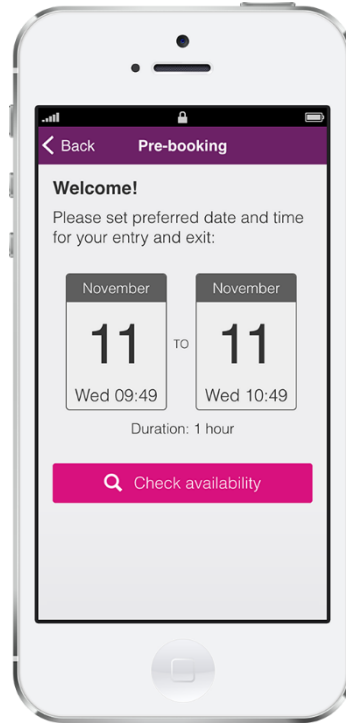 Back
Pre-booking
Welcome!
Please set preferred date and time
for your entry and exit:
November
11
Wed 09:49
TO
November
11
Wed 10:49
Duration: 1 hour
Check availability